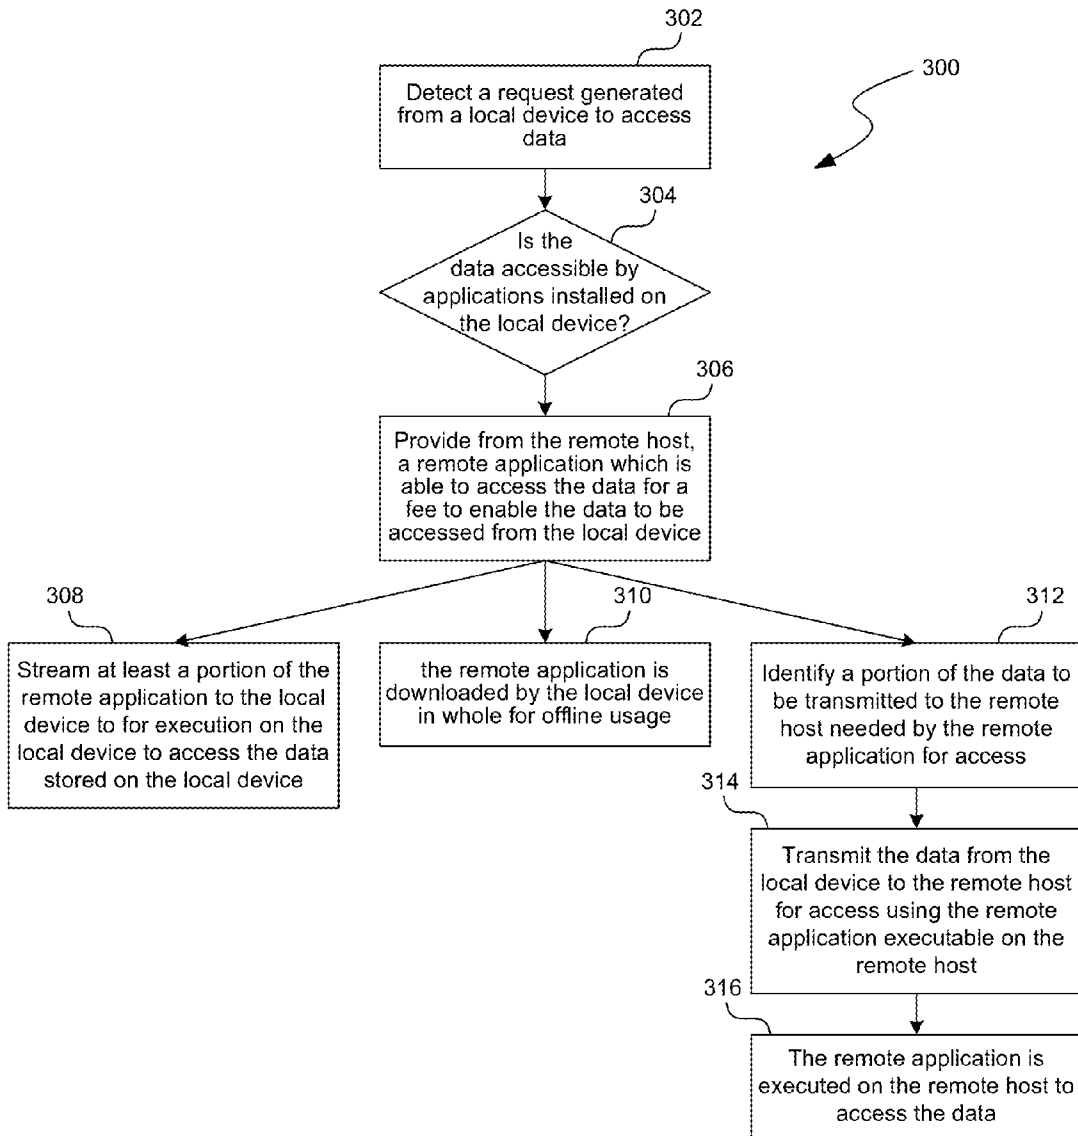 302
300
Detect a request generated
from a local device to access
data
304
Is the
data accessible by
applications installed on
the local device?
306
Provide from the remote host,
a remote application which is
able to access the data for a
fee to enable the data to be
accessed from the local device
308
310
312
Stream at least a portion of the
remote application to the local
device to for execution on the
local device to access the data
stored on the local device
the remote application is
downloaded by the local device
in whole for offline usage
Identify a portion of the data to
be transmitted to the remote
host needed by the remote
application for access
314
Transmit the data from the
local device to the remote host
for access using the remote
application executable on the
remote host
316
The remote application is
executed on the remote host to
access the data